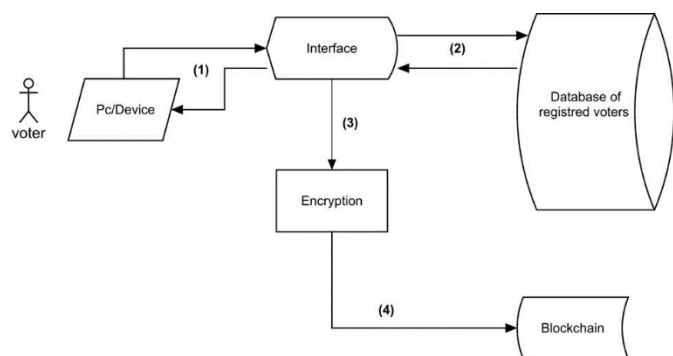 Interface
(2)
(1)
Pc/Device
voter
Database of
registred voters
(3)
Encryption
(4)
Blockchain